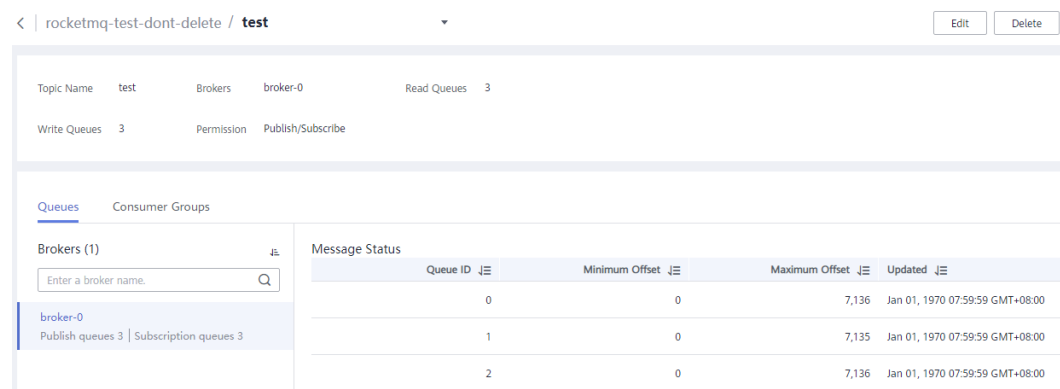 rocketmq-test-dont-delete / test Edit Delete
Topic Name test Brokers broker-0 Read Queues 3
Write Queues 3 Permission Publish/Subscribe
Queues Consumer Groups
Brokers (1)
Enter a broker name.
broker-0
Publish queues 3 | Subscription queues 3
Message Status
Queue ID Minimum Offset Maximum Offset Updated
0 0 7,136 Jan 01, 1970 07:59:59 GMT+08:00
1 0 7,135 Jan 01, 1970 07:59:59 GMT+08:00
2 0 7,136 Jan 01, 1970 07:59:59 GMT+08:00